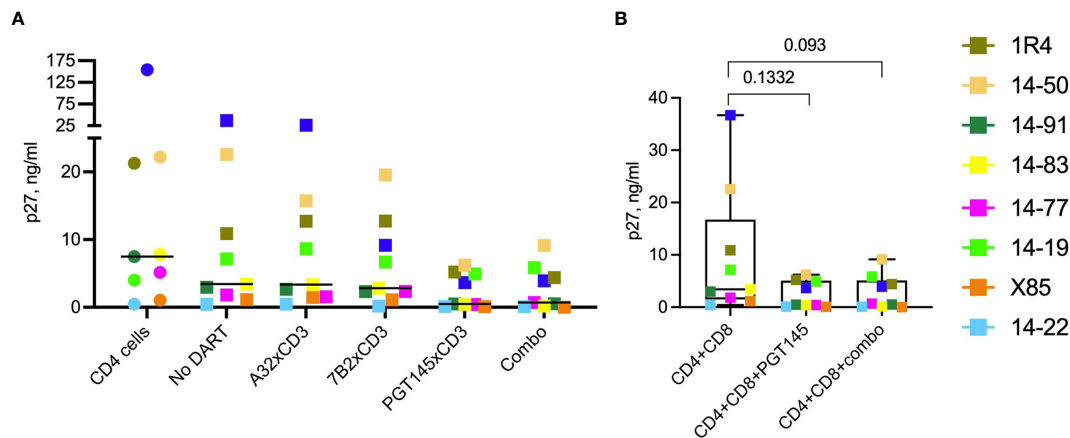 A
p27, ng/ml
175
125
75
25
20
10
0
CD4 cells
No DART
A32xCD3
7B2xCD3
PGT145xCD3
Combo
B
0.093
0.1332
p27, ng/ml
40
30
20
10
0
CD4+CD8
CD4+CD8+PGT145
CD4+CD8+combo
1R4
14-50
14-91
14-83
14-77
14-19
X85
14-22